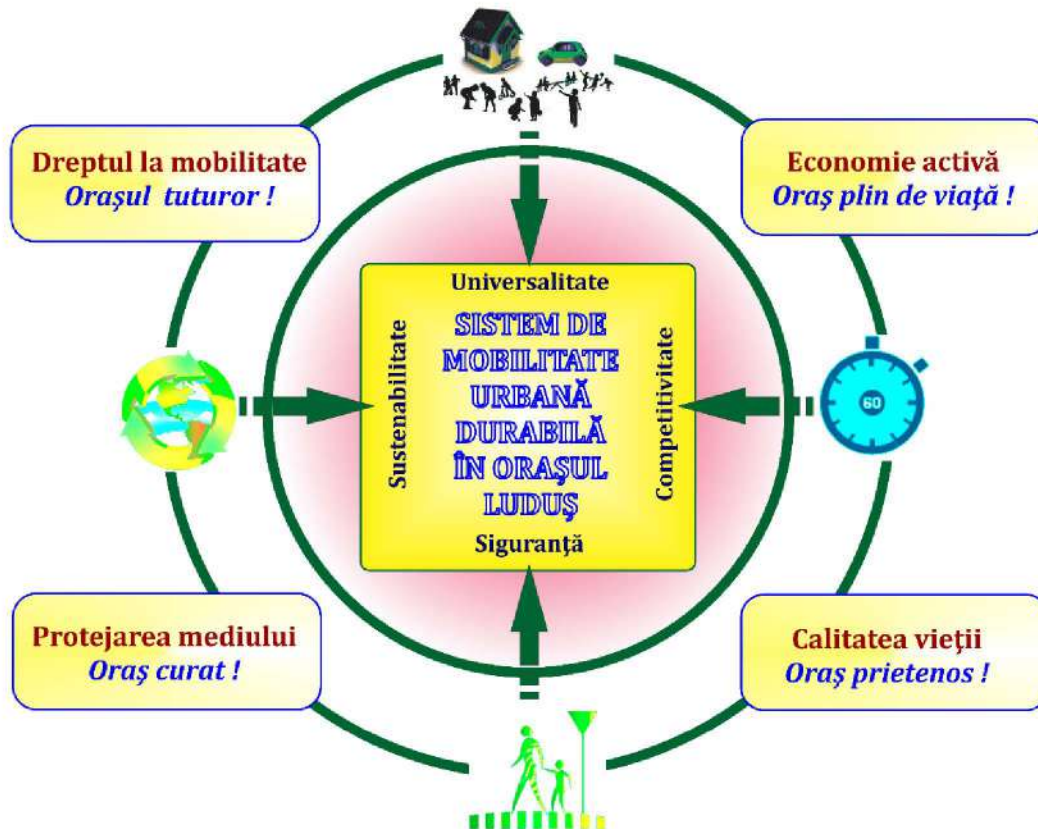 Dreptul la mobilitate
Oraşul tuturor !
Economie activă
Oraş plin de viaţă !
Universalitate
Sustenabilitate
SISTEM DE
MOBILITATE
URBANĂ
DURABILĂ
ÎN ORAŞUL
LUDUŞ
Competitivitate
60
Siguranţă
Protejarea mediului
Oraş curat !
Calitatea vieţii
Oraş prietenos !